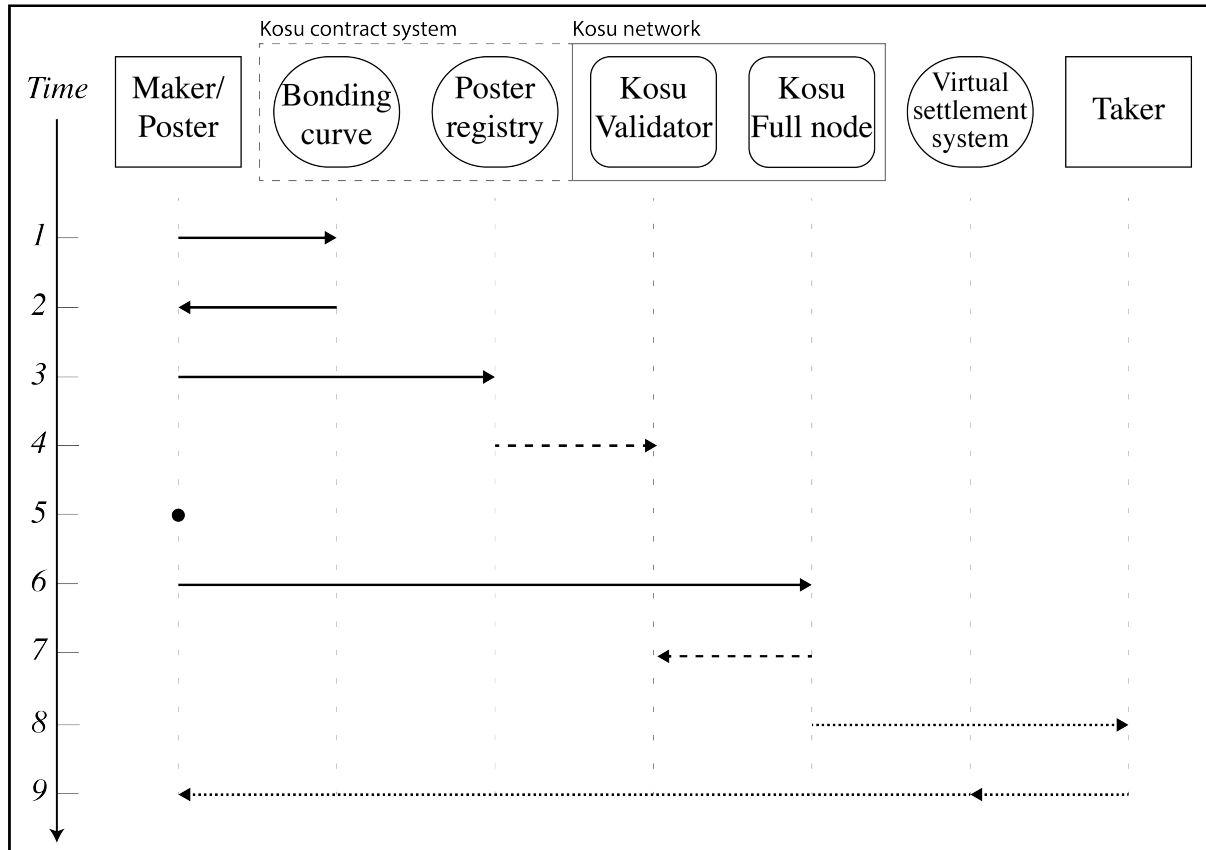 Kosu contract system
Kosu network
Time
Maker/
Poster
Bonding
curve
Poster
registry
Kosu
Validator
Kosu
Full node
Virtual
settlement
system
Taker
1
2
3
4
5
6
7
8
9